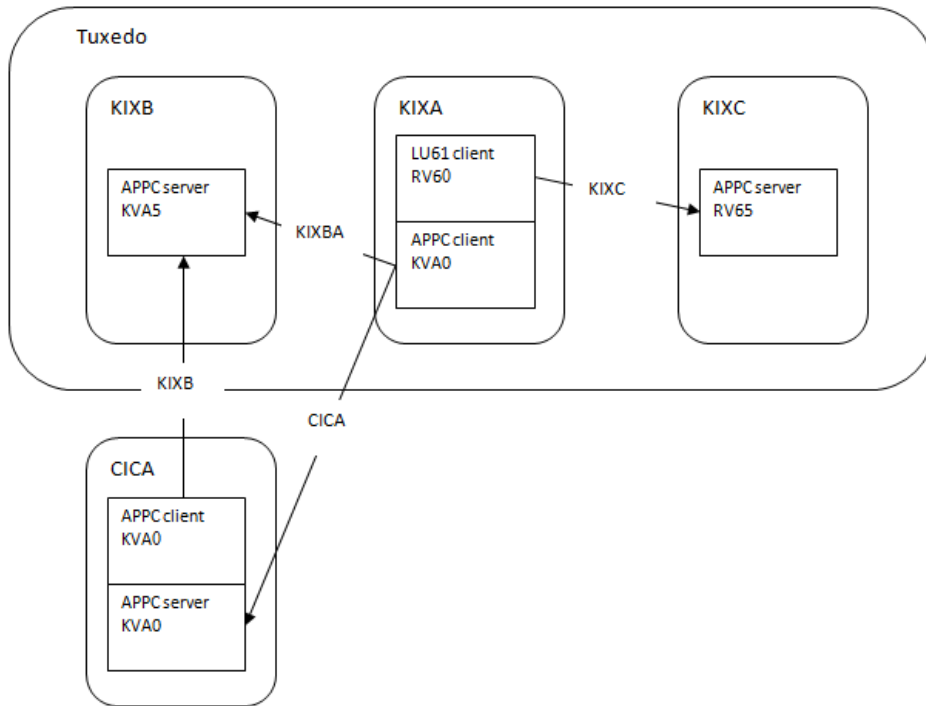 Tuxedo
KIXB
APPC server
KVA5
KIXA
LU61 client
RV60
APPC client
KVA0
KIXC
APPC server
RV65
KIXBA
KIXC
KIXB
CICA
CICA
APPC client
KVA0
APPC server
KVA0